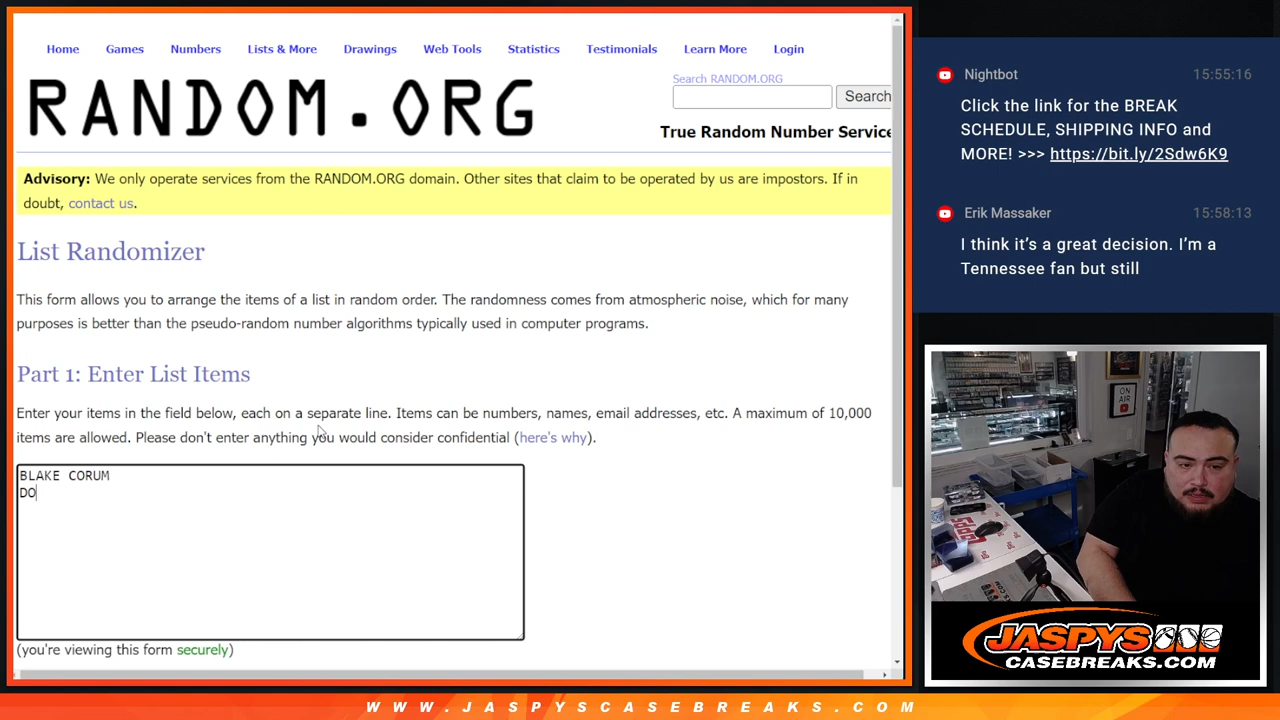 Home Games Numbers Lists & More Drawings Web Tools Statistics Testimonials Learn More Login
Search RANDOM.ORG
RANDOM.ORG
Search
True Random Number Service
Advisory: We only operate services from the RANDOM.ORG domain. Other sites that claim to be operated by us are impostors. If in
doubt, contact us.
List Randomizer
This form allows you to arrange the items of a list in random order. The randomness comes from atmospheric noise, which for many
purposes is better than the pseudo-random number algorithms typically used in computer programs.
Part 1: Enter List Items
Enter your items in the field below, each on a separate line. Items can be numbers, names, email addresses, etc. A maximum of 10,000
items are allowed. Please don't enter anything you would consider confidential (here's why).
BLAKE CORUM
DO
(you're viewing this form securely)
Nightbot 15:55:16
Click the link for the BREAK
SCHEDULE, SHIPPING INFO and
MORE! >>> https://bit.ly/2Sdw6K9
Erik Massaker 15:58:13
I think it's a great decision. I'm a
Tennessee fan but still
ON AIR
JASPYS
CASEBREAKS.COM
WWW.JASPYSCASEBREAKS.COM